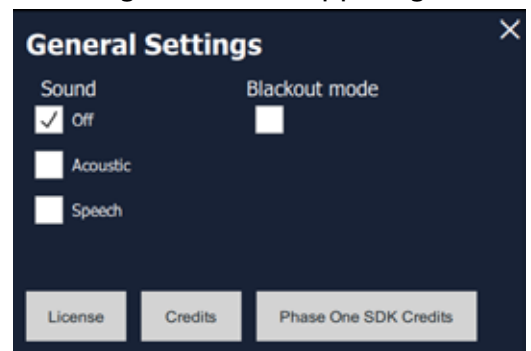 General Settings
Sound
Blackout mode
Off
Acoustic
Speech
License
Credits
Phase One SDK Credits